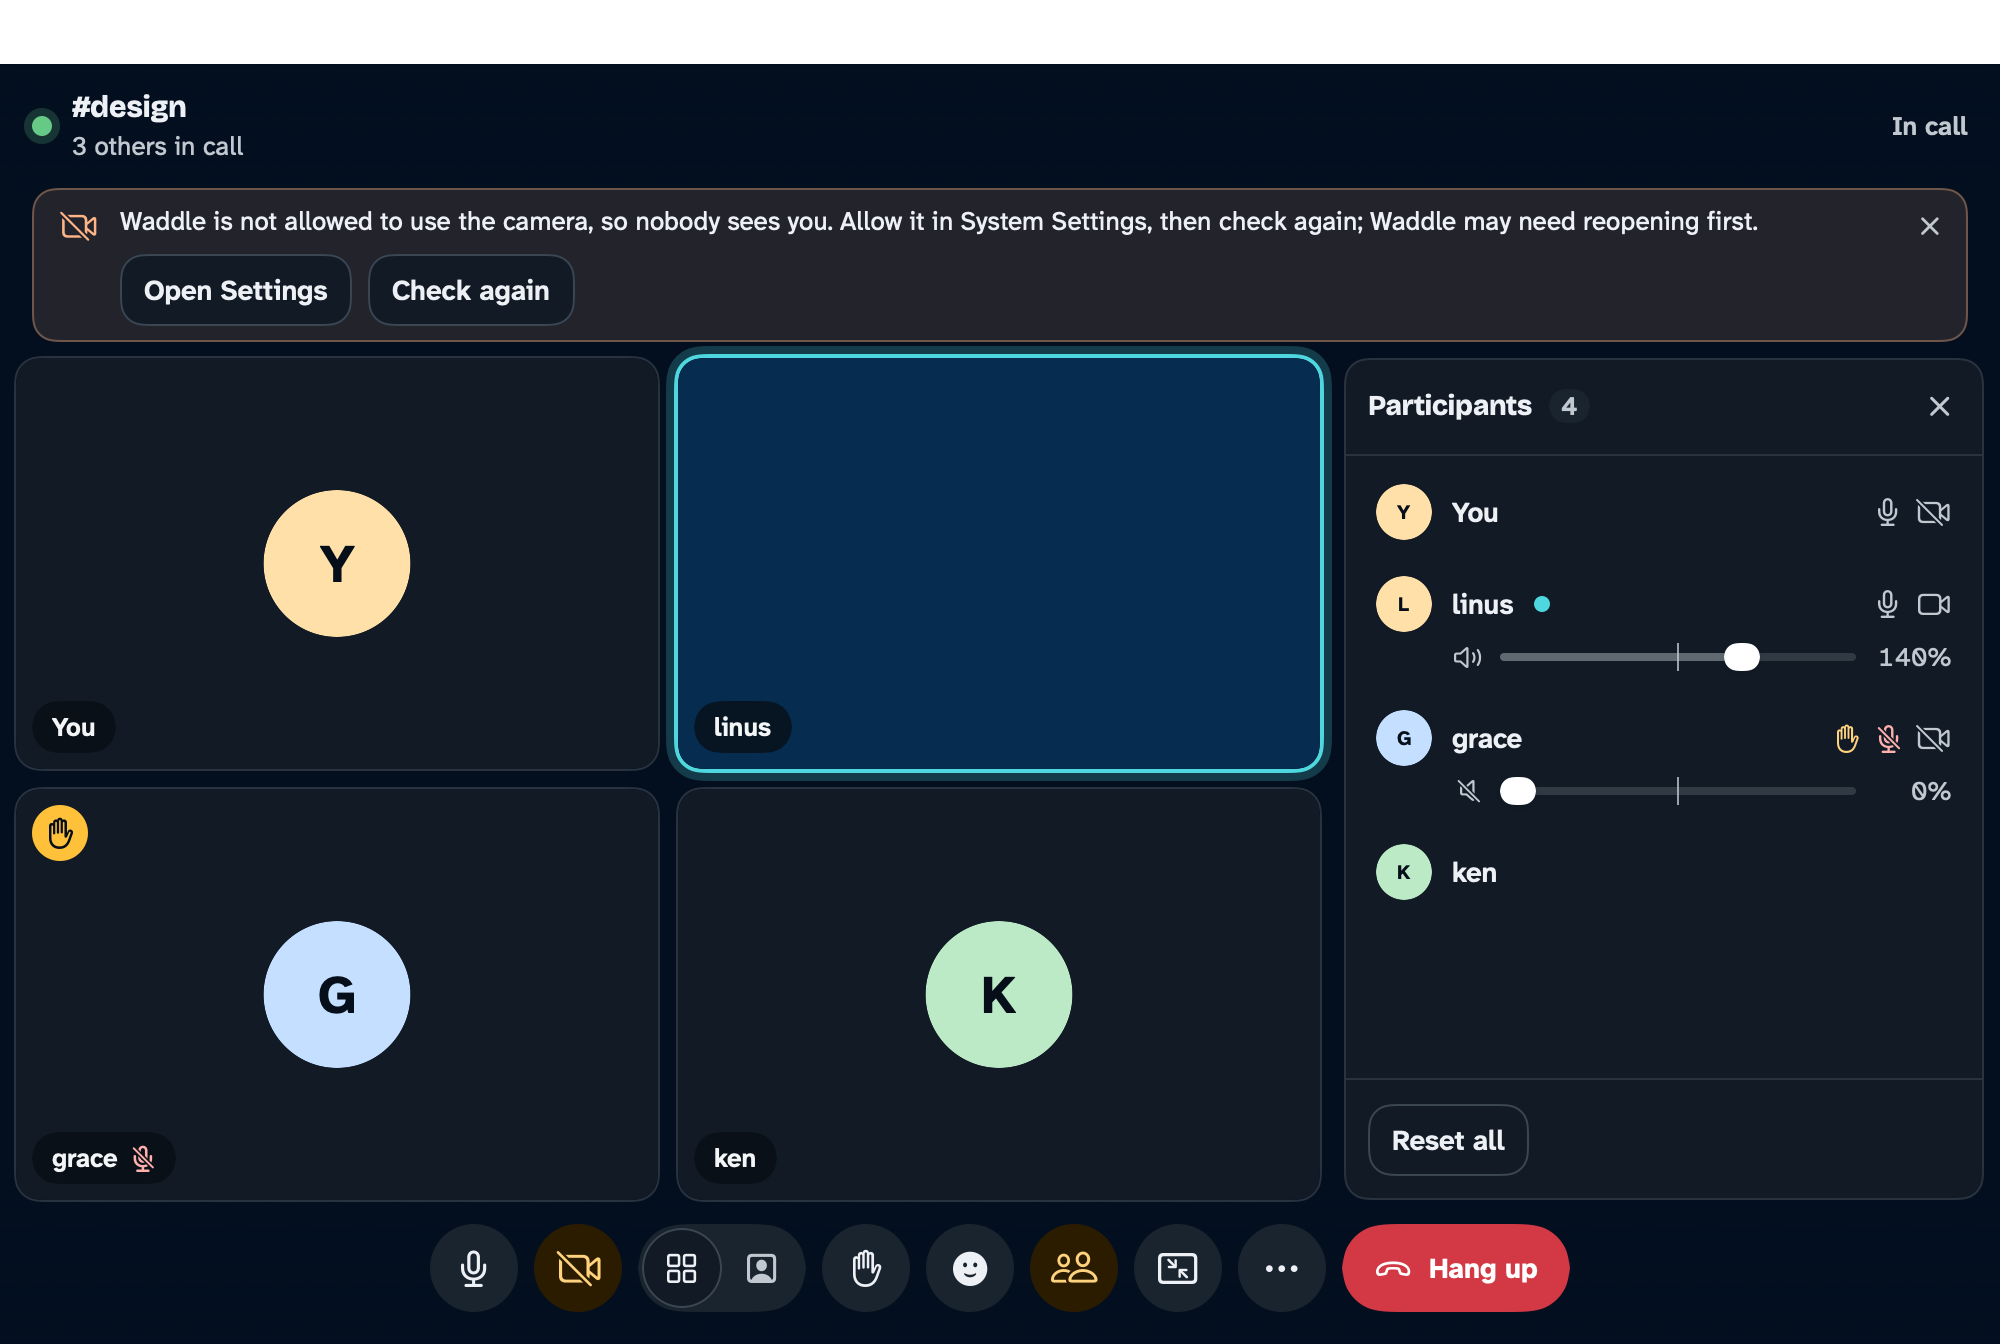 #design
3 others in call
In call
Waddle is not allowed to use the camera, so nobody sees you. Allow it in System Settings, then check again; Waddle may need reopening first.
Open Settings
Check again
Y
You
linus
G
grace
K
ken
Participants 4
Y You
L linus
140%
G grace
0%
K ken
Reset all
Hang up